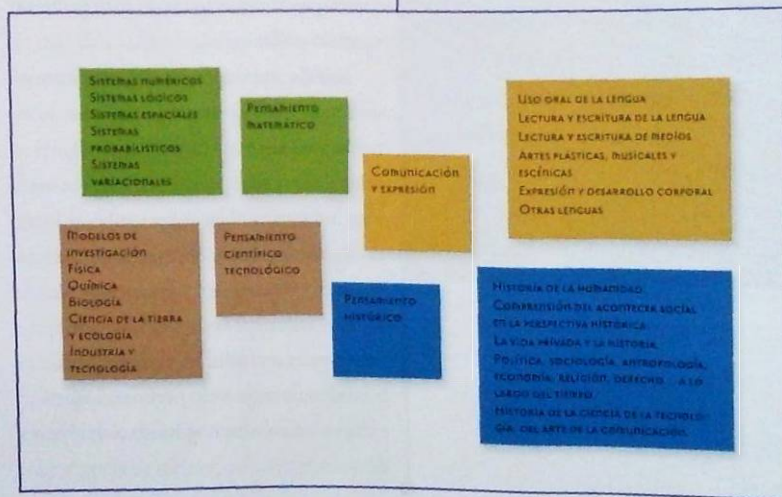 Sistemas numéricos
Sistemas lógicos
Sistemas espaciales
Sistemas
probabilísticos
Sistemas
variacionales
Pensamiento
matemático
Comunicación
y expresión
Uso oral de la lengua
Lectura y escritura de la lengua
Lectura y escritura de medios
Artes plásticas, musicales y
escénicas
Expresión y desarrollo corporal
Otras lenguas
Modelos de
investigación
Física
Química
Biología
Ciencia de la tierra
y ecología
Industria y
tecnología
Pensamiento
científico
tecnológico
Pensamiento
histórico
Historia de la humanidad.
Comprensión del acontecer social
en la perspectiva histórica.
La vida privada y la historia.
Política, sociología, antropología,
economía, religión, derecho... a lo
largo del tiempo.
Historia de la ciencia de la tecnolo-
gía, del arte de la comunicación.